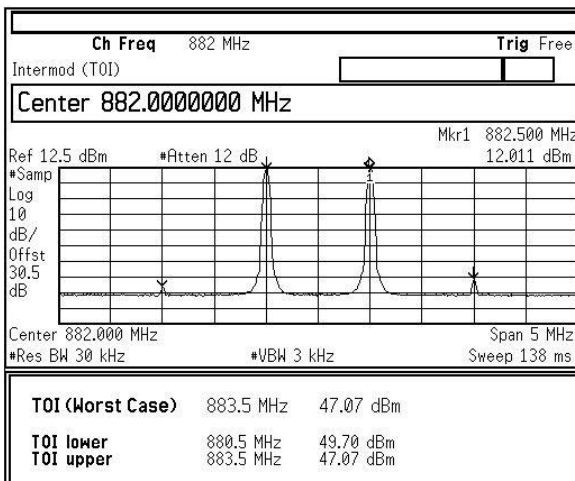 Ch Freq 882 MHz Trig Free
Intermod (TOI)
Center 882.0000000 MHz
Mkr1 882.500 MHz
Ref 12.5 dBm #Atten 12 dB 12.011 dBm
#Samp
Log
10
dB/
Offst
30.5
dB
1
Center 882.000 MHz Span 5 MHz
#Res BW 30 kHz #VBW 3 kHz Sweep 138 ms
TOI (Worst Case) 883.5 MHz 47.07 dBm
TOI lower 880.5 MHz 49.70 dBm
TOI upper 883.5 MHz 47.07 dBm